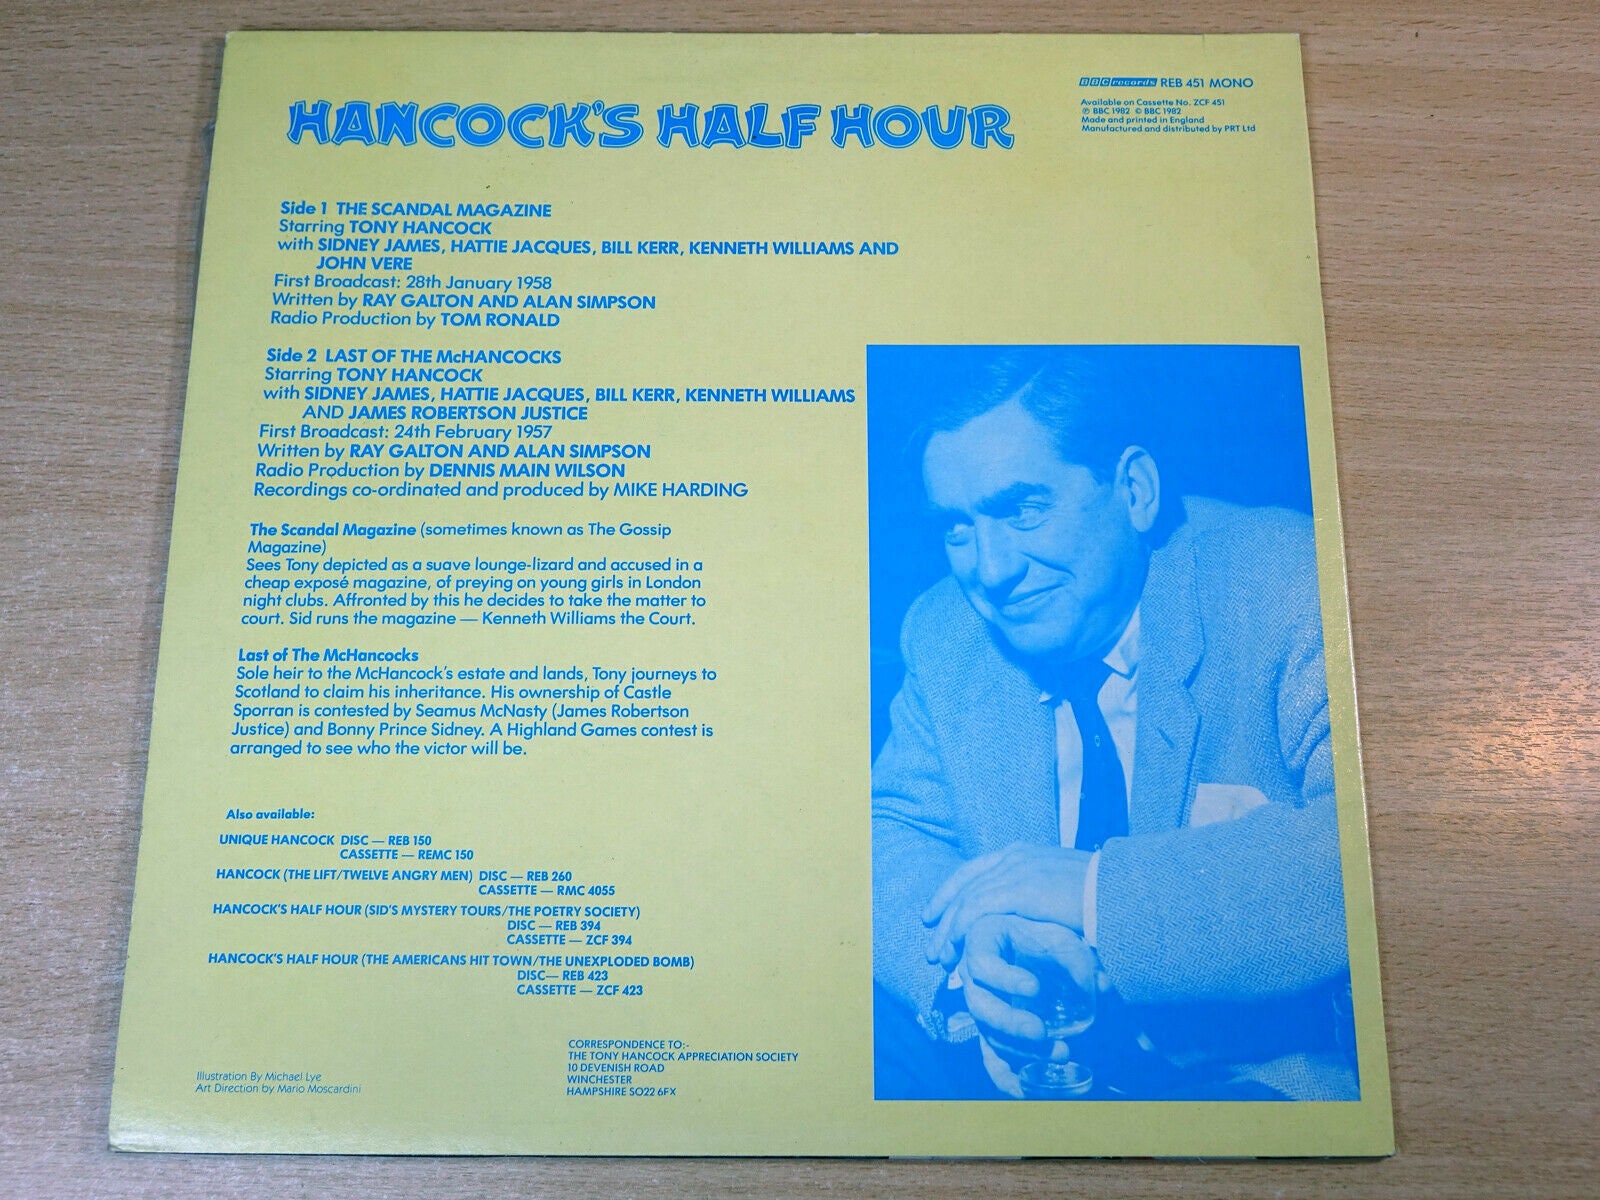 HANCOCK'S HALF HOUR
BBC records REB 451 MONO
Available on Cassette No. ZCF 451
℗ BBC 1982 © BBC 1982
Made and printed in England
Manufactured and distributed by PRT Ltd
Side 1 THE SCANDAL MAGAZINE
Starring TONY HANCOCK
with SIDNEY JAMES, HATTIE JACQUES, BILL KERR, KENNETH WILLIAMS AND
JOHN VERE
First Broadcast: 28th January 1958
Written by RAY GALTON AND ALAN SIMPSON
Radio Production by TOM RONALD
Side 2 LAST OF THE McHANCOCKS
Starring TONY HANCOCK
with SIDNEY JAMES, HATTIE JACQUES, BILL KERR, KENNETH WILLIAMS
AND JAMES ROBERTSON JUSTICE
First Broadcast: 24th February 1957
Written by RAY GALTON AND ALAN SIMPSON
Radio Production by DENNIS MAIN WILSON
Recordings co-ordinated and produced by MIKE HARDING
The Scandal Magazine (sometimes known as The Gossip
Magazine)
Sees Tony depicted as a suave lounge-lizard and accused in a
cheap exposé magazine, of preying on young girls in London
night clubs. Affronted by this he decides to take the matter to
court. Sid runs the magazine — Kenneth Williams the Court.
Last of The McHancocks
Sole heir to the McHancock's estate and lands, Tony journeys to
Scotland to claim his inheritance. His ownership of Castle
Sporran is contested by Seamus McNasty (James Robertson
Justice) and Bonny Prince Sidney. A Highland Games contest is
arranged to see who the victor will be.
Also available:
UNIQUE HANCOCK DISC — REB 150
CASSETTE — REMC 150
HANCOCK (THE LIFT/TWELVE ANGRY MEN) DISC — REB 260
CASSETTE — RMC 4055
HANCOCK'S HALF HOUR (SID'S MYSTERY TOURS/THE POETRY SOCIETY)
DISC — REB 394
CASSETTE — ZCF 394
HANCOCK'S HALF HOUR (THE AMERICANS HIT TOWN/THE UNEXPLODED BOMB)
DISC— REB 423
CASSETTE — ZCF 423
CORRESPONDENCE TO:-
THE TONY HANCOCK APPRECIATION SOCIETY
10 DEVENISH ROAD
WINCHESTER
HAMPSHIRE SO22 6FX
Illustration By Michael Lye
Art Direction by Mario Moscardini